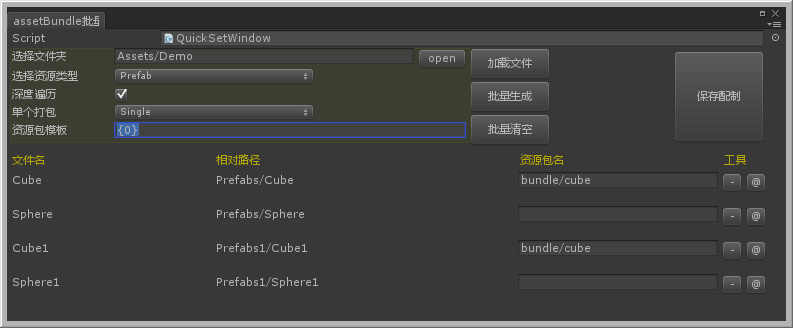 assetBundle批量
Script QuickSetWindow
选择文件夹 Assets/Demo open 加载文件
选择资源类型 Prefab
深度遍历 批量生成 保存配制
单个打包 Single
资源包模板 {0} 批量清空
文件名 相对路径 资源包名 工具
Cube Prefabs/Cube bundle/cube - @
Sphere Prefabs/Sphere - @
Cube1 Prefabs1/Cube1 bundle/cube - @
Sphere1 Prefabs1/Sphere1 - @